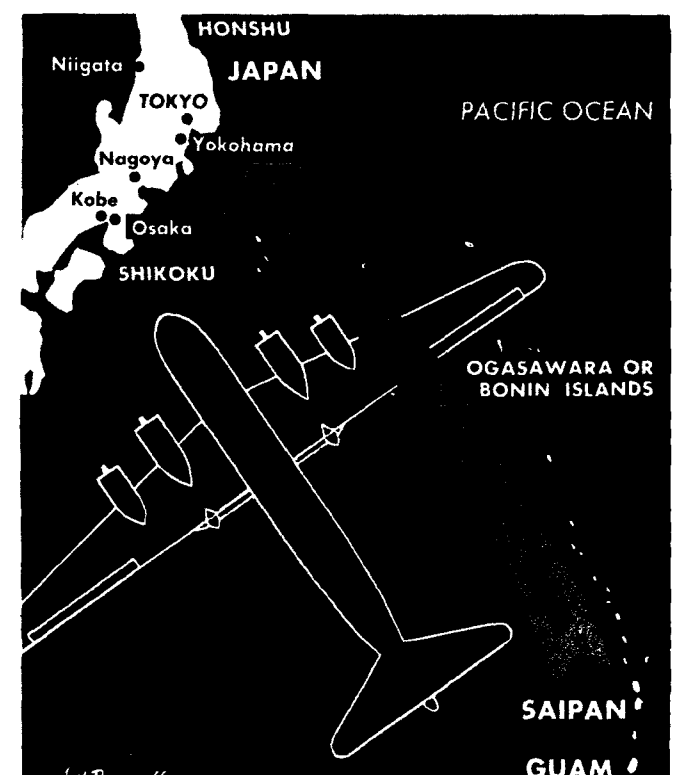 HONSHU
Niigata
JAPAN
TOKYO
PACIFIC OCEAN
Yokohama
Nagoya
Kobe
Osaka
SHIKOKU
OGASAWARA OR
BONIN ISLANDS
SAIPAN
GUAM